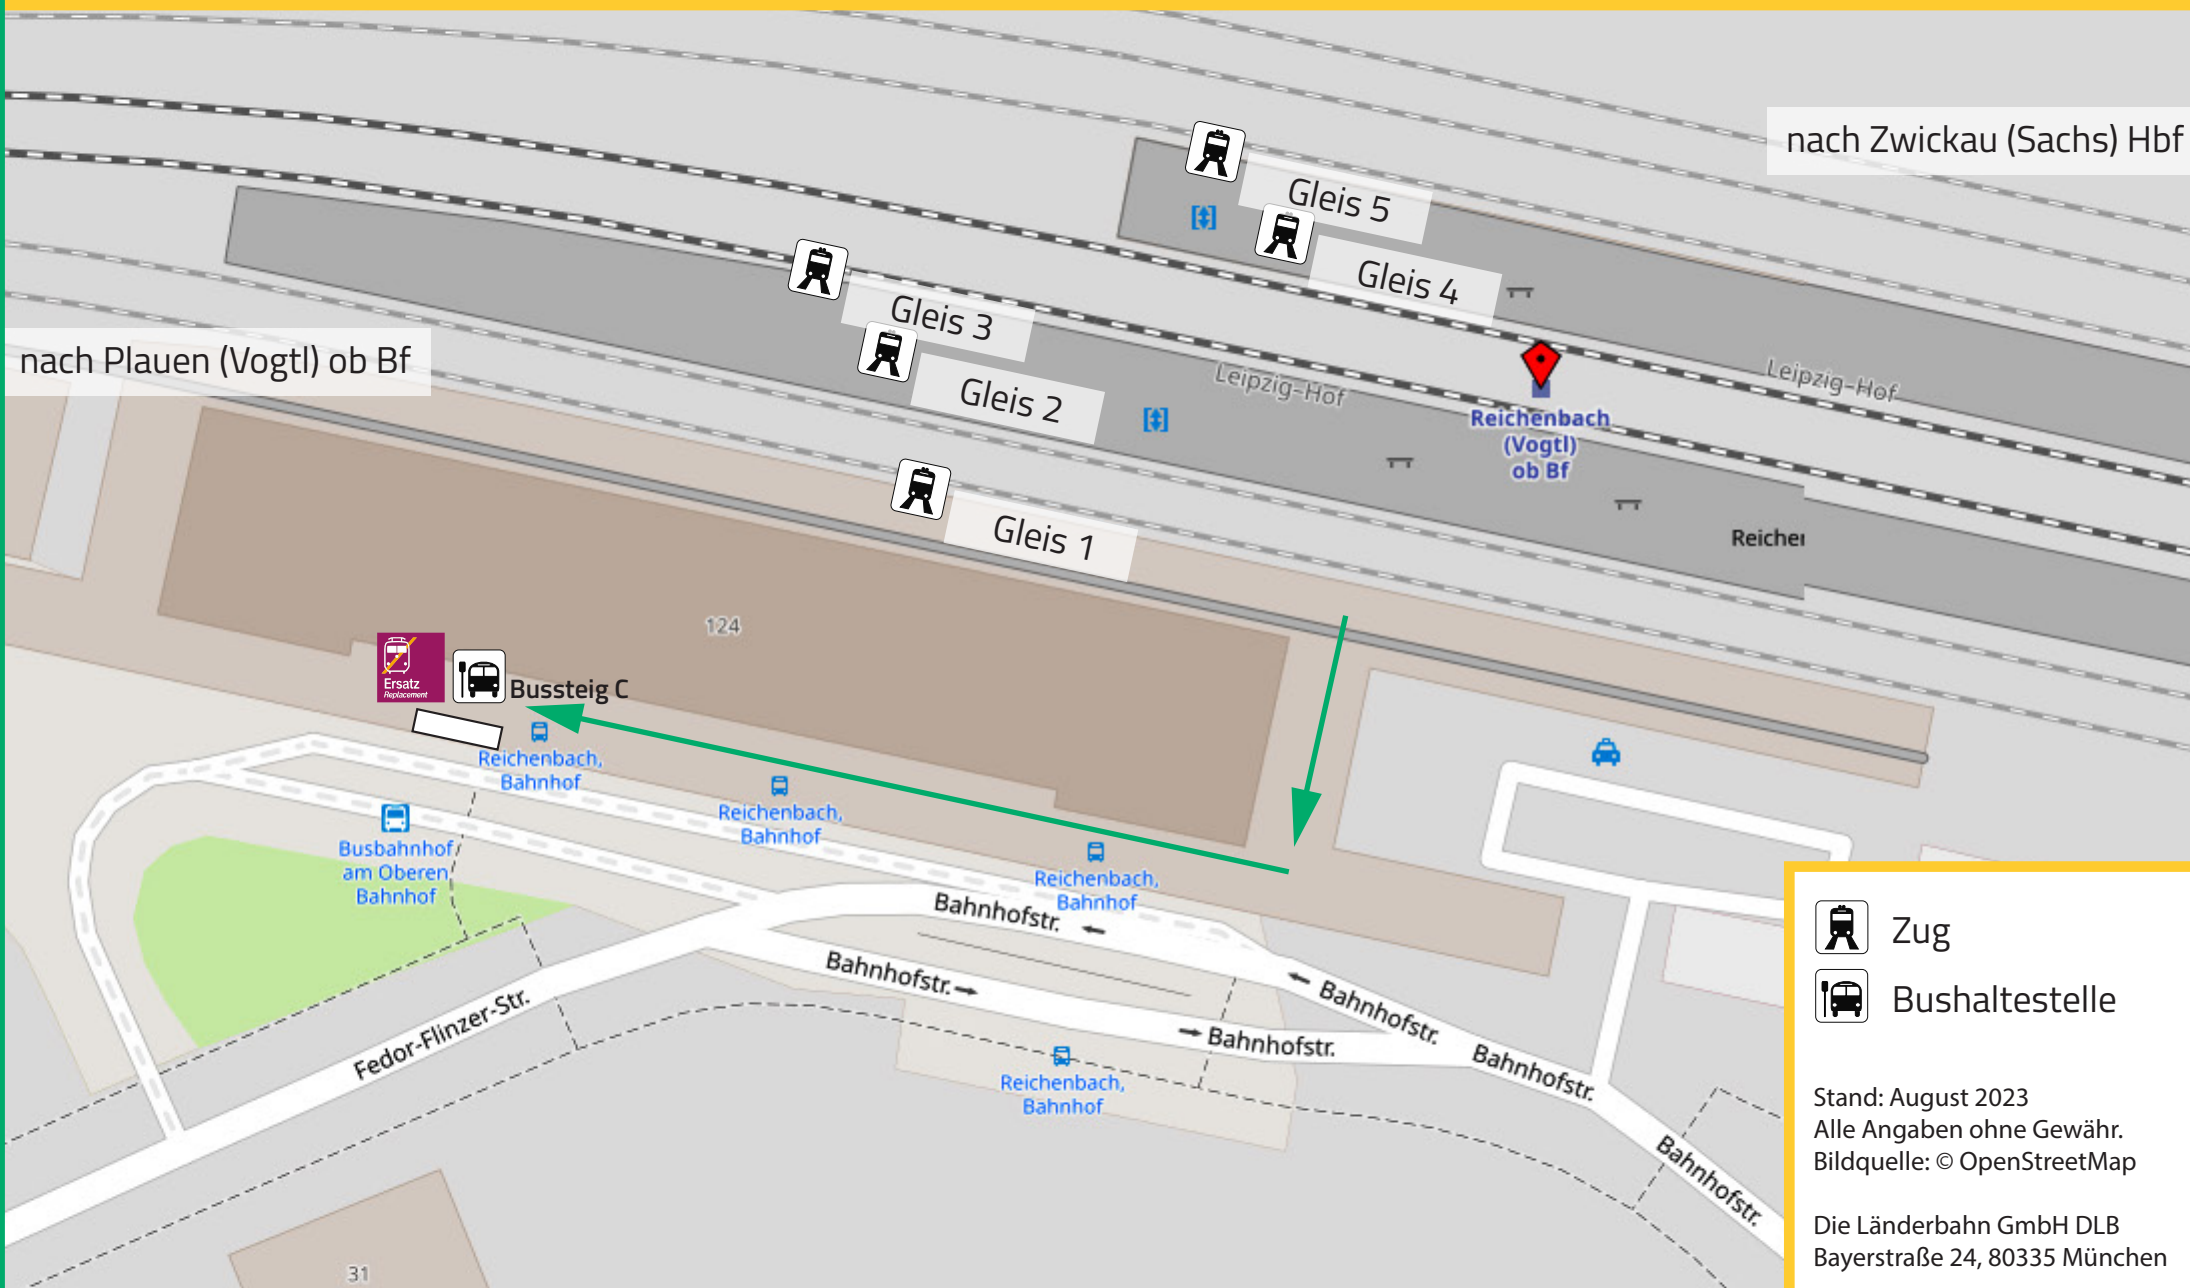 nach Zwickau (Sachs) Hbf
Gleis 5
Gleis 4
Gleis 3
Gleis 2
nach Plauen (Vogtl) ob Bf
Leipzig-Hof
Leipzig-Hof
Reichenbach
(Vogtl)
ob Bf
Gleis 1
Reicher
124
Ersatz
Replacement
Bussteig C
Reichenbach,
Bahnhof
Reichenbach,
Bahnhof
Reichenbach,
Bahnhof
Busbahnhof
am Oberen
Bahnhof
Bahnhofstr.
Bahnhofstr.
Bahnhofstr.
Bahnhofstr.
Bahnhofstr.
Bahnhofstr.
Fedor-Flinzer-Str.
Reichenbach,
Bahnhof
31
Zug
Bushaltestelle
Stand: August 2023
Alle Angaben ohne Gewähr.
Bildquelle: © OpenStreetMap
Die Länderbahn GmbH DLB
Bayerstraße 24, 80335 München